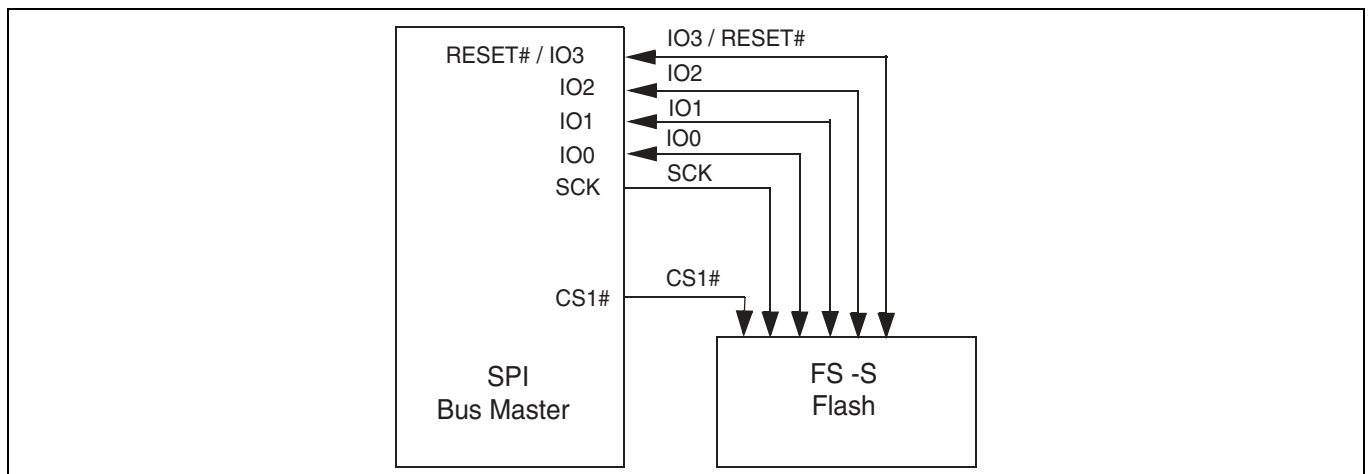 RESET# / IO3
IO3 / RESET#
IO2
IO2
IO1
IO1
IO0
IO0
SCK
SCK
CS1#
CS1#
SPI
Bus Master
FS -S
Flash